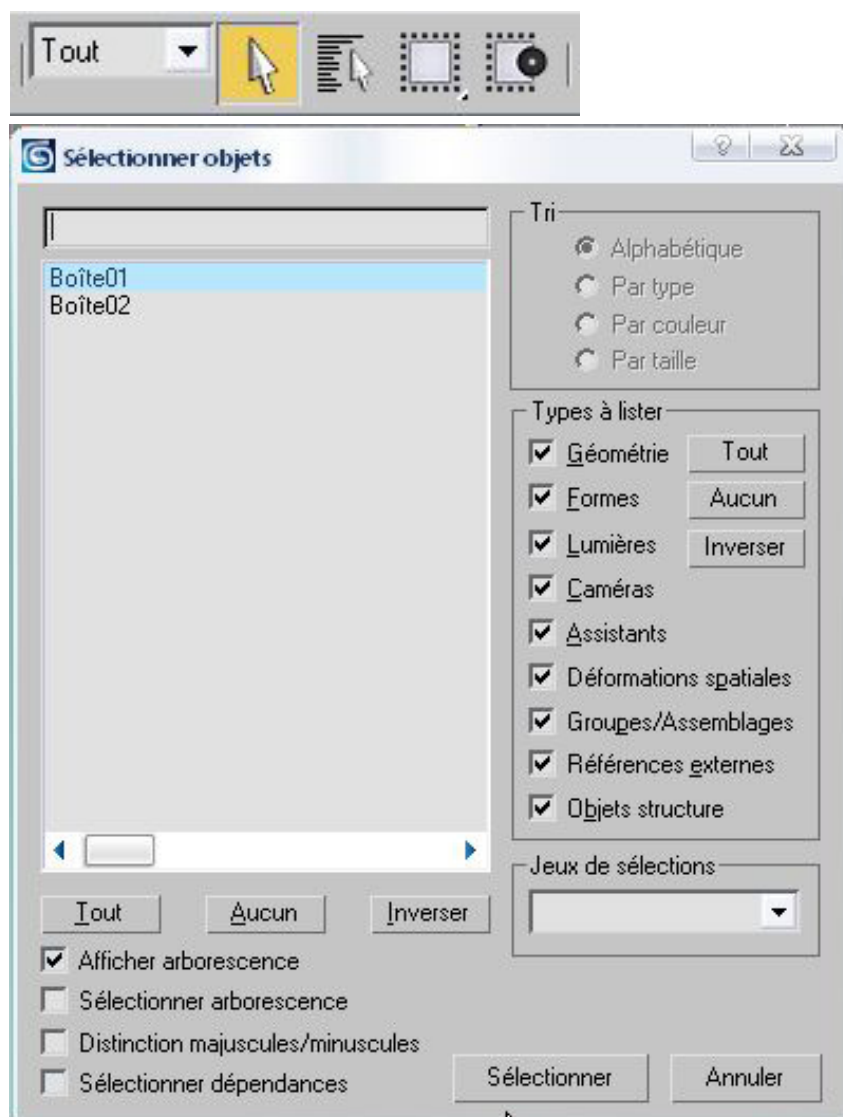 Tout
Sélectionner objets
Boîte01
Boîte02
Tri
Alphabétique
Par type
Par couleur
Par taille
Types à lister
Géométrie
Tout
Formes
Aucun
Lumières
Inverser
Caméras
Assistants
Déformations spatiales
Groupes/Assemblages
Références externes
Objets structure
Jeux de sélections
Tout
Aucun
Inverser
Afficher arborescence
Sélectionner arborescence
Distinction majuscules/minuscules
Sélectionner dépendances
Sélectionner
Annuler